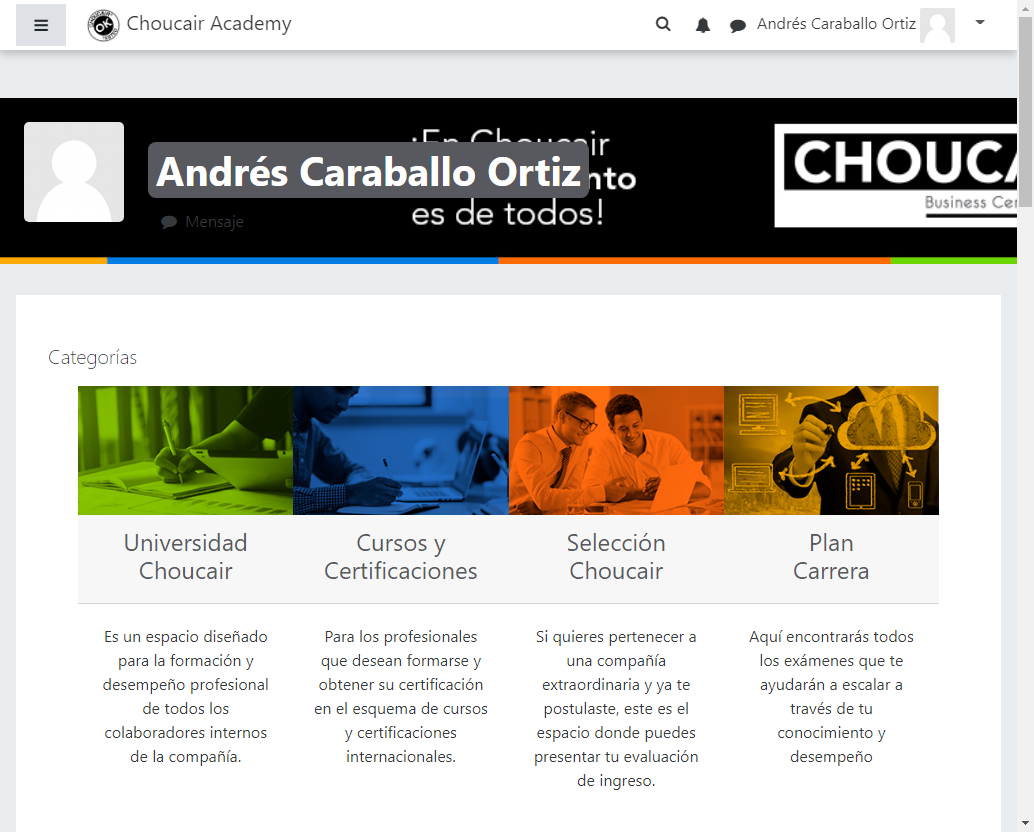 Choucair Academy
Andrés Caraballo Ortiz
¡En Choucair
Andrés Caraballo Ortiz
es de todos!
Mensaje
CHOUCA
Business Cen
Categorías
Universidad
Choucair
Cursos y
Certificaciones
Selección
Choucair
Plan
Carrera
Es un espacio diseñado
para la formación y
desempeño profesional
de todos los
colaboradores internos
de la compañía.
Para los profesionales
que desean formarse y
obtener su certificación
en el esquema de cursos
y certificaciones
internacionales.
Si quieres pertenecer a
una compañía
extraordinaria y ya te
postulaste, este es el
espacio donde puedes
presentar tu evaluación
de ingreso.
Aquí encontrarás todos
los exámenes que te
ayudarán a escalar a
través de tu
conocimiento y
desempeño